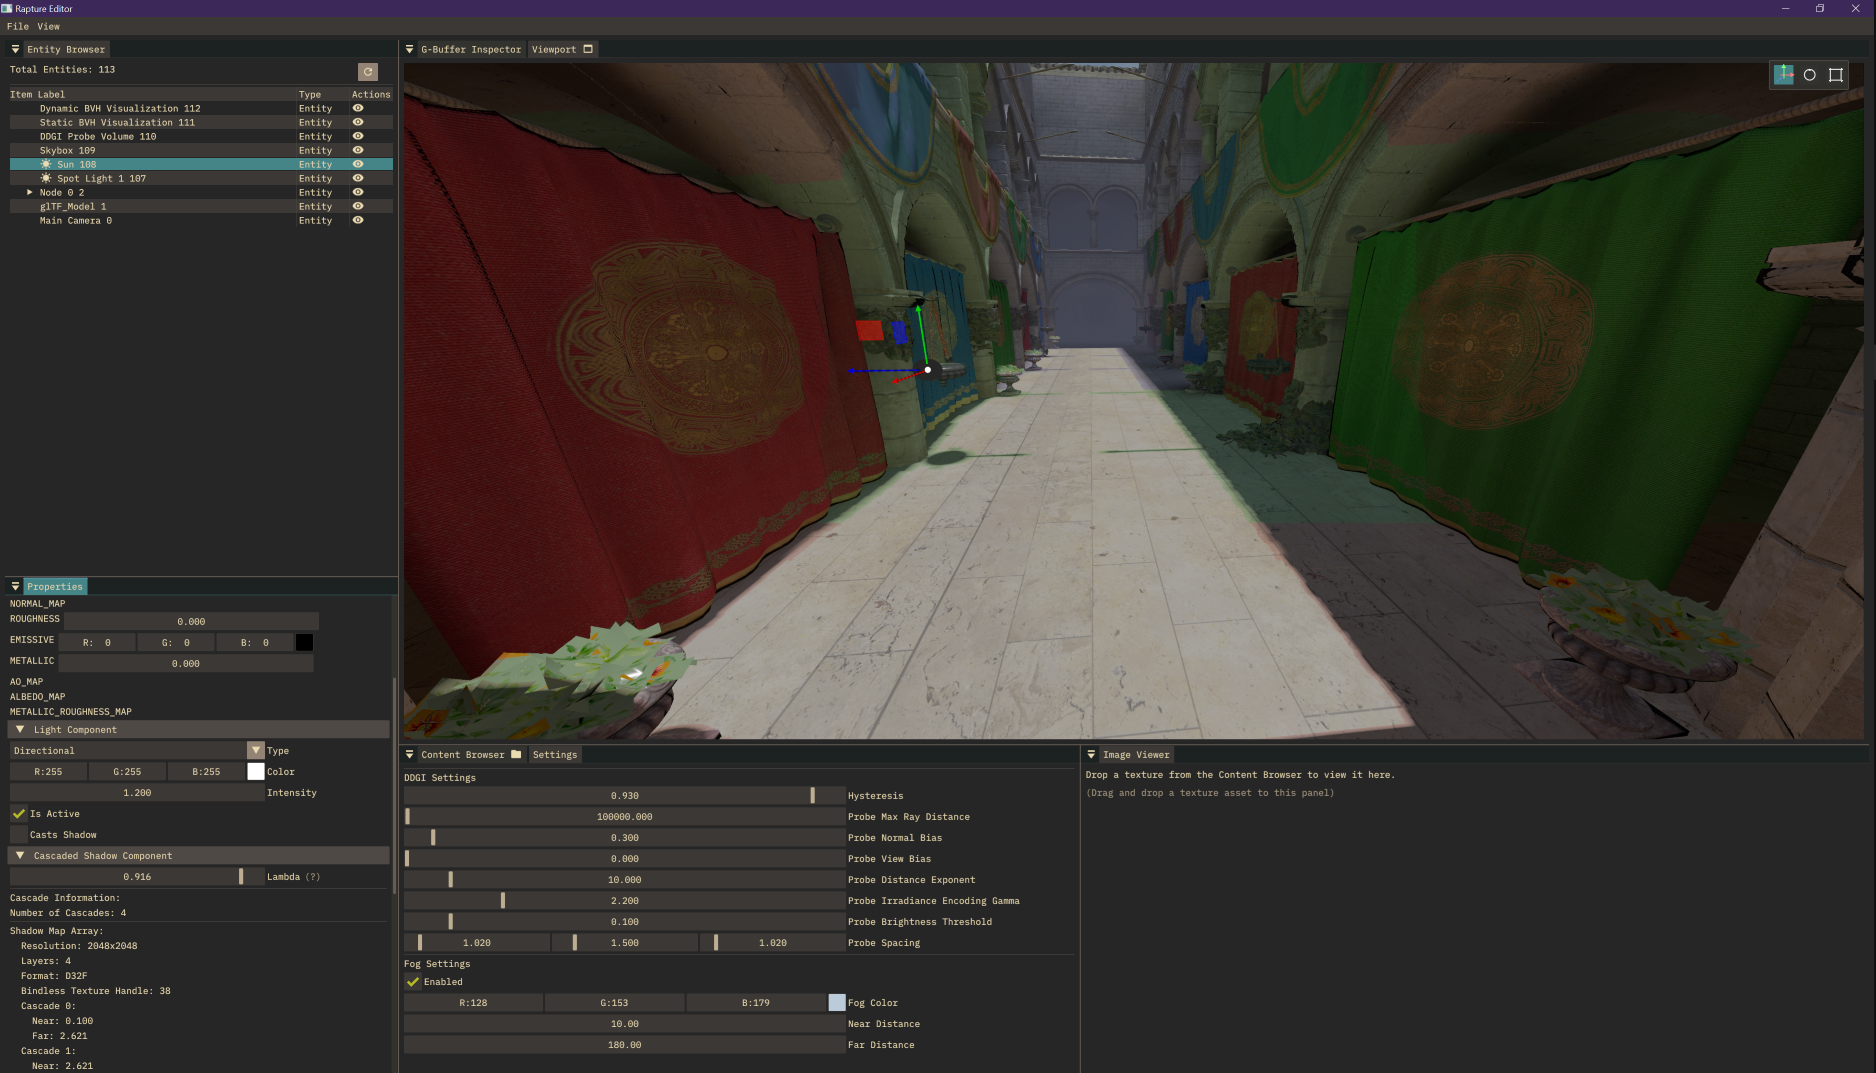 Rapture Editor
File View
Entity Browser
Total Entities: 113
Item Label Type Actions
Dynamic BVH Visualization 112 Entity
Static BVH Visualization 111 Entity
DDGI Probe Volume 110 Entity
Skybox 109 Entity
Sun 108 Entity
Spot Light 1 107 Entity
Node 0 2 Entity
glTF_Model 1 Entity
Main Camera 0 Entity
G-Buffer Inspector Viewport
Properties
NORMAL_MAP
ROUGHNESS 0.000
EMISSIVE R: 0 G: 0 B: 0
METALLIC 0.000
AO_MAP
ALBEDO_MAP
METALLIC_ROUGHNESS_MAP
Light Component
Directional Type
R:255 G:255 B:255 Color
1.200 Intensity
Is Active
Casts Shadow
Cascaded Shadow Component
0.916 Lambda (?)
Cascade Information:
Number of Cascades: 4
Shadow Map Array:
Resolution: 2048x2048
Layers: 4
Format: D32F
Bindless Texture Handle: 38
Cascade 0:
Near: 0.100
Far: 2.621
Cascade 1:
Near: 2.621
Content Browser Settings
DDGI Settings
0.930 Hysteresis
100000.000 Probe Max Ray Distance
0.300 Probe Normal Bias
0.000 Probe View Bias
10.000 Probe Distance Exponent
2.200 Probe Irradiance Encoding Gamma
0.100 Probe Brightness Threshold
1.020 1.500 1.020 Probe Spacing
Fog Settings
Enabled
R:128 G:153 B:179 Fog Color
10.00 Near Distance
180.00 Far Distance
Image Viewer
Drop a texture from the Content Browser to view it here.
(Drag and drop a texture asset to this panel)